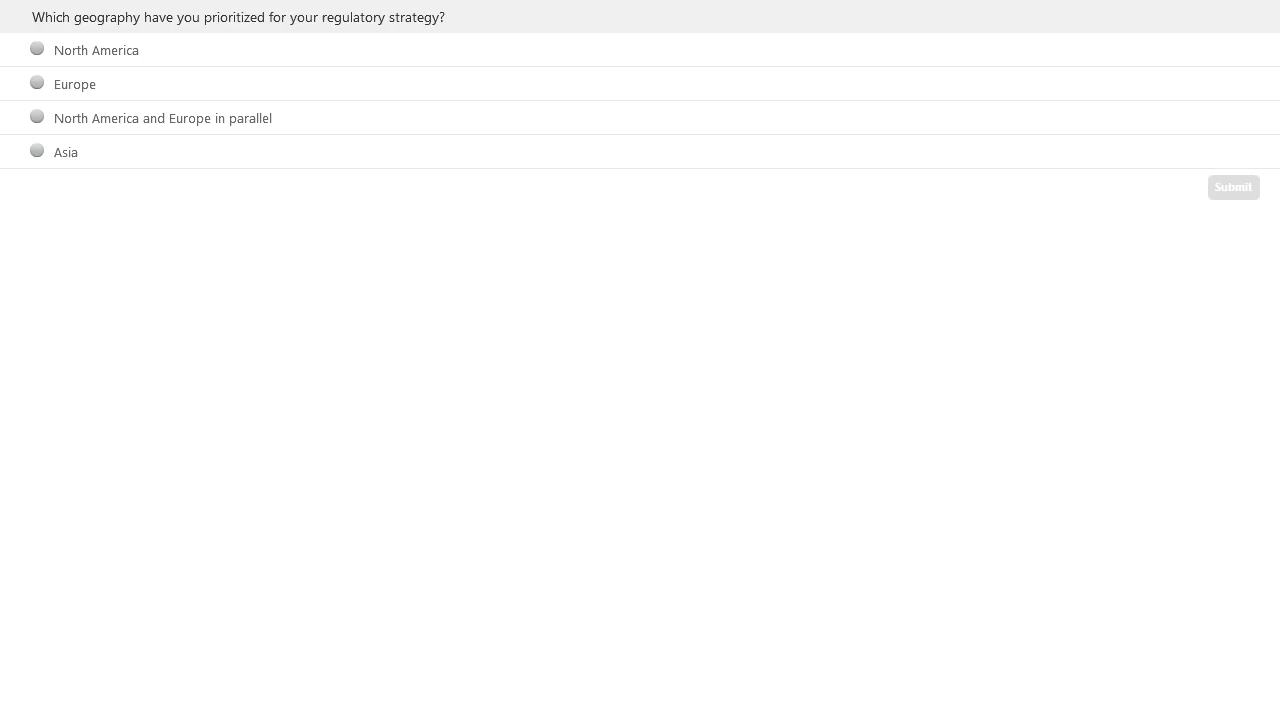 Which geography have you prioritized for your regulatory strategy?
North America
Europe
North America and Europe in parallel
Asia
Submit